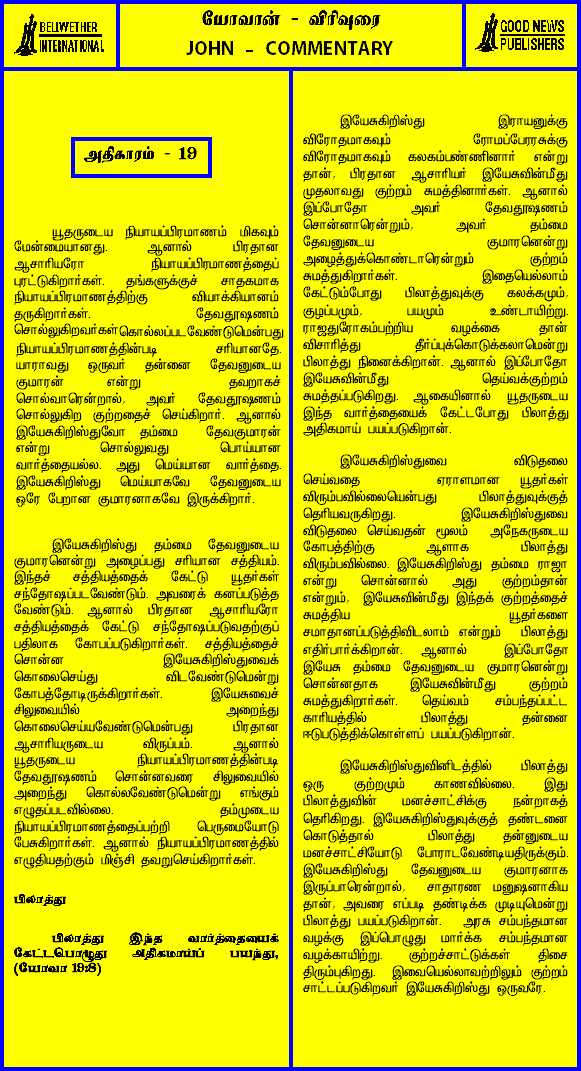 BELLWETHER
INTERNATIONAL
யோவான் - விரிவுரை
JOHN - COMMENTARY
GOOD NEWS
PUBLISHERS
அதிகாரம் - 19
யூதருடைய நியாயப்பிரமாணம் மிகவும்
மேன்மையானது. ஆனால் பிரதான
ஆசாரியரோ நியாயப்பிரமாணத்தைப்
புரட்டுகிறார்கள். தங்களுக்குச் சாதகமாக
நியாயப்பிரமாணத்திற்கு வியாக்கியானம்
தருகிறார்கள். தேவதூஷணம்
சொல்லுகிறவர்கள் கொல்லப்படவேண்டுமென்பது
நியாயப்பிரமாணத்தின்படி சரியானதே.
யாராவது ஒருவர் தன்னை தேவனுடைய
குமாரன் என்று தவறாகச்
சொல்வாரென்றால், அவர் தேவதூஷணம்
சொல்லுகிற குற்றதைச் செய்கிறார். ஆனால்
இயேசுகிறிஸ்துவோ தம்மை தேவகுமாரன்
என்று சொல்லுவது பொய்யான
வார்த்தையல்ல. அது மெய்யான வார்த்தை.
இயேசுகிறிஸ்து மெய்யாகவே தேவனுடைய
ஒரே பேறான குமாரனாகவே இருக்கிறார்.
இயேசுகிறிஸ்து தம்மை தேவனுடைய
குமாரனென்று அழைப்பது சரியான சத்தியம்.
இந்தச் சத்தியத்தைக் கேட்டு யூதர்கள்
சந்தோஷப்படவேண்டும். அவரைக் கனப்படுத்த
வேண்டும். ஆனால் பிரதான ஆசாரியரோ
சத்தியத்தைக் கேட்டு சந்தோஷப்படுவதற்குப்
பதிலாக கோபப்படுகிறார்கள். சத்தியத்தைச்
சொன்ன இயேசுகிறிஸ்துவைக்
கொலைசெய்து விடவேண்டுமென்று
கோபத்தோடிருக்கிறார்கள். இயேசுவைச்
சிலுவையில் அறைந்து
கொலைசெய்யவேண்டுமென்பது பிரதான
ஆசாரியருடைய விருப்பம். ஆனால்
யூதருடைய நியாயப்பிரமாணத்தின்படி
தேவதூஷணம் சொன்னவரை சிலுவையில்
அறைந்து கொல்லவேண்டுமென்று எங்கும்
எழுதப்படவில்லை. தம்முடைய
நியாயப்பிரமாணத்தைப்பற்றி பெருமையோடு
பேசுகிறார்கள். ஆனால் நியாயப்பிரமாணத்தில்
எழுதியதற்கும் மிஞ்சி தவறுசெய்கிறார்கள்.
பிலாத்து
பிலாத்து இந்த வார்த்தையைக்
கேட்டபொழுது அதிகமாய்ப் பயந்து,
(யோவா 19:8)
இயேசுகிறிஸ்து இராயனுக்கு
விரோதமாகவும் ரோமப்பேரரசுக்கு
விரோதமாகவும் கலகம்பண்ணினார் என்று
தான், பிரதான ஆசாரியர் இயேசுவின்மீது
முதலாவது குற்றம் சுமத்தினார்கள். ஆனால்
இப்போதோ அவர் தேவதூஷணம்
சொன்னாரென்றும், அவர் தம்மை
தேவனுடைய குமாரனென்று
அழைத்துக்கொண்டாரென்றும் குற்றம்
சுமத்துகிறார்கள். இதையெல்லாம்
கேட்டும்போது பிலாத்துவுக்கு கலக்கமும்,
குழப்பமும், பயமும் உண்டாயிற்று.
ராஜதுரோகம்பற்றிய வழக்கை தான்
விசாரித்து தீர்ப்புக்கொடுக்கலாமென்று
பிலாத்து நினைக்கிறான். ஆனால் இப்போதோ
இயேசுவின்மீது தெய்வக்குற்றம்
சுமத்தப்படுகிறது. ஆகையினால் யூதருடைய
இந்த வார்த்தையைக் கேட்டபோது பிலாத்து
அதிகமாய் பயப்படுகிறான்.
இயேசுகிறிஸ்துவை விடுதலை
செய்வதை ஏராளமான யூதர்கள்
விரும்பவில்லையென்பது பிலாத்துவுக்குத்
தெரியவருகிறது. இயேசுகிறிஸ்துவை
விடுதலை செய்வதன் மூலம் அநேகருடைய
கோபத்திற்கு ஆளாக பிலாத்து
விரும்பவில்லை. இயேசுகிறிஸ்து தம்மை ராஜா
என்று சொன்னால் அது குற்றம்தான்
என்றும், இயேசுவின்மீது இந்தக் குற்றத்தைச்
சுமத்திய யூதர்களை
சமாதானப்படுத்திவிடலாம் என்றும் பிலாத்து
எதிர்பார்க்கிறான். ஆனால் இப்போதோ
இயேசு தம்மை தேவனுடைய குமாரனென்று
சொன்னதாக இயேசுவின்மீது குற்றம்
சுமத்துகிறார்கள். தெய்வம் சம்பந்தப்பட்ட
காரியத்தில் பிலாத்து தன்னை
ஈடுபடுத்திக்கொள்ளப் பயப்படுகிறான்.
இயேசுகிறிஸ்துவினிடத்தில் பிலாத்து
ஒரு குற்றமும் காணவில்லை. இது
பிலாத்துவின் மனச்சாட்சிக்கு நன்றாகத்
தெரிகிறது. இயேசுகிறிஸ்துவுக்குத் தண்டனை
கொடுத்தால் பிலாத்து தன்னுடைய
மனச்சாட்சியோடு போராடவேண்டியதிருக்கும்.
இயேசுகிறிஸ்து தேவனுடைய குமாரனாக
இருப்பாரென்றால், சாதாரண மனுஷனாகிய
தான், அவரை எப்படி தண்டிக்க முடியுமென்று
பிலாத்து பயப்படுகிறான். அரசு சம்பந்தமான
வழக்கு இப்பொழுது மார்க்க சம்பந்தமான
வழக்காயிற்று. குற்றச்சாட்டுக்கள் திசை
திரும்புகிறது. இவையெல்லாவற்றிலும் குற்றம்
சாட்டப்படுகிறவர் இயேசுகிறிஸ்து ஒருவரே.